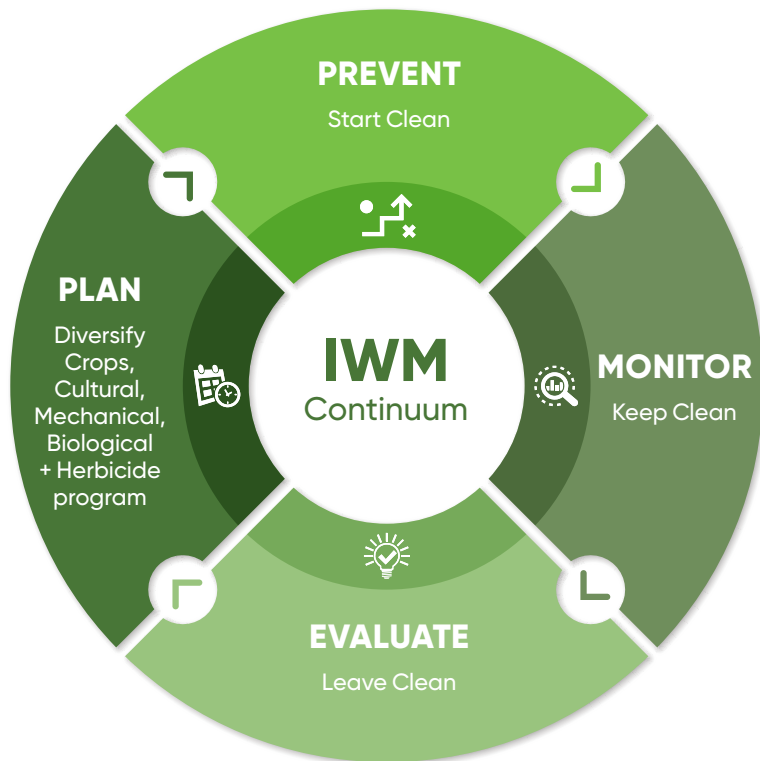 PREVENT
Start Clean
PLAN
Diversify
Crops,
Cultural,
Mechanical,
Biological
+ Herbicide
program
IWM
Continuum
MONITOR
Keep Clean
EVALUATE
Leave Clean